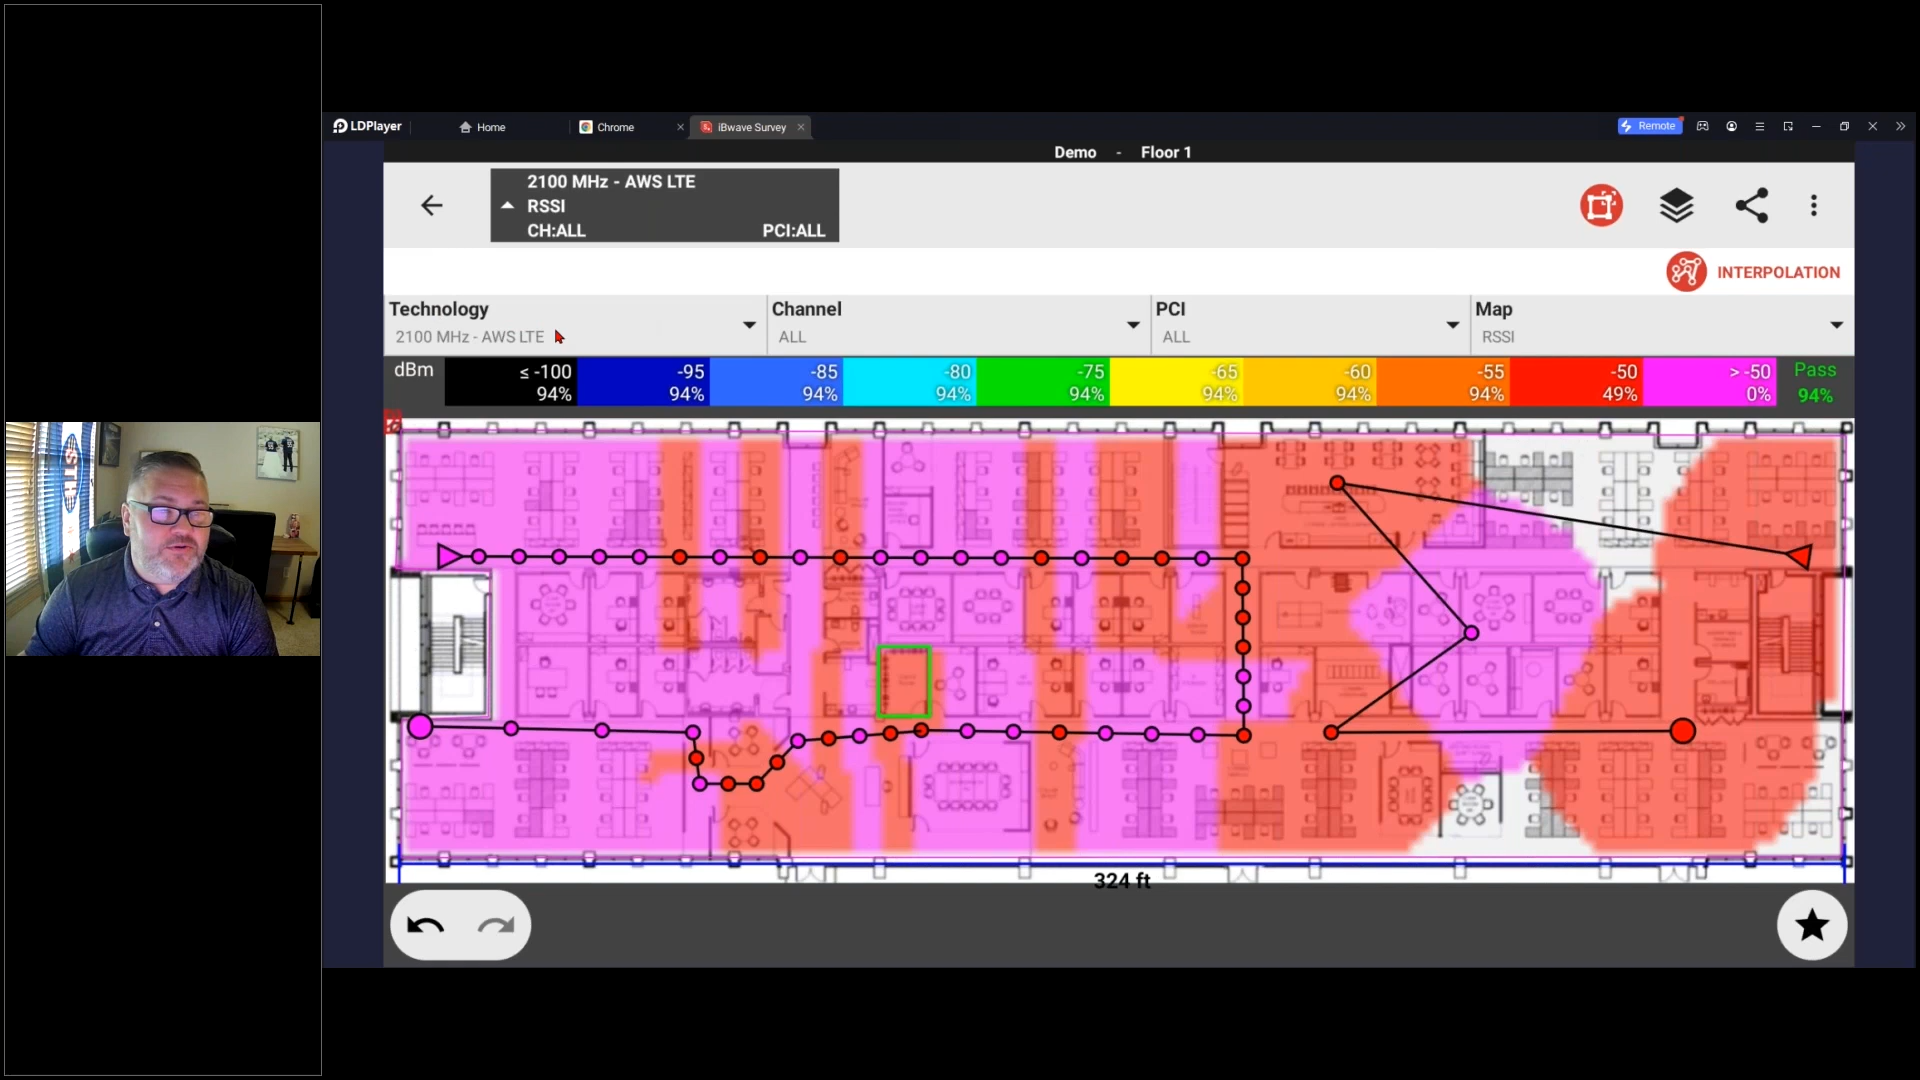 LDPlayer
Home
Chrome
iBwave Survey
Remote
Demo - Floor 1
2100 MHz - AWS LTE
RSSI
CH:ALL PCI:ALL
INTERPOLATION
Technology Channel PCI Map
2100 MHz - AWS LTE ALL ALL RSSI
dBm ≤ -100 -95 -85 -80 -75 -65 -60 -55 -50 > -50 Pass
94% 94% 94% 94% 94% 94% 94% 94% 49% 0% 94%
324 ft